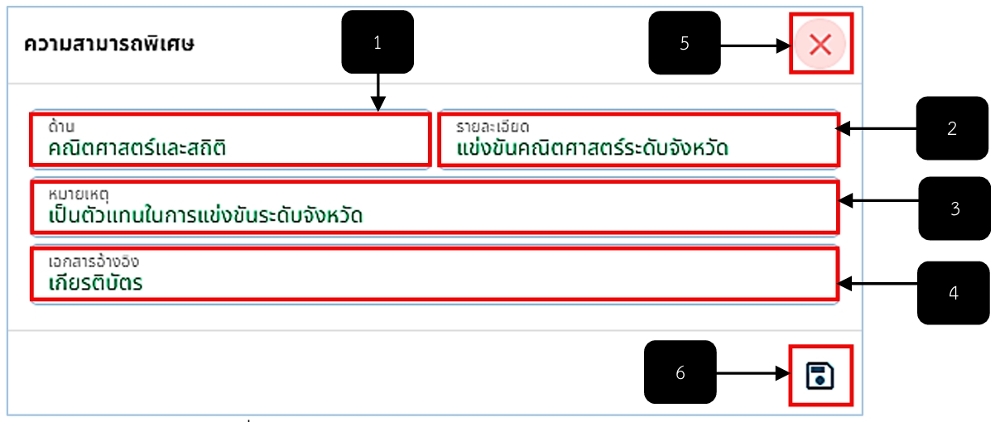 ความสามารถพิเศษ
1
5
ด้าน
คณิตศาสตร์และสถิติ
รายละเอียด
แข่งขันคณิตศาสตร์ระดับจังหวัด
2
หมายเหตุ
เป็นตัวแทนในการแข่งขันระดับจังหวัด
3
เอกสารอ้างอิง
เกียรติบัตร
4
6